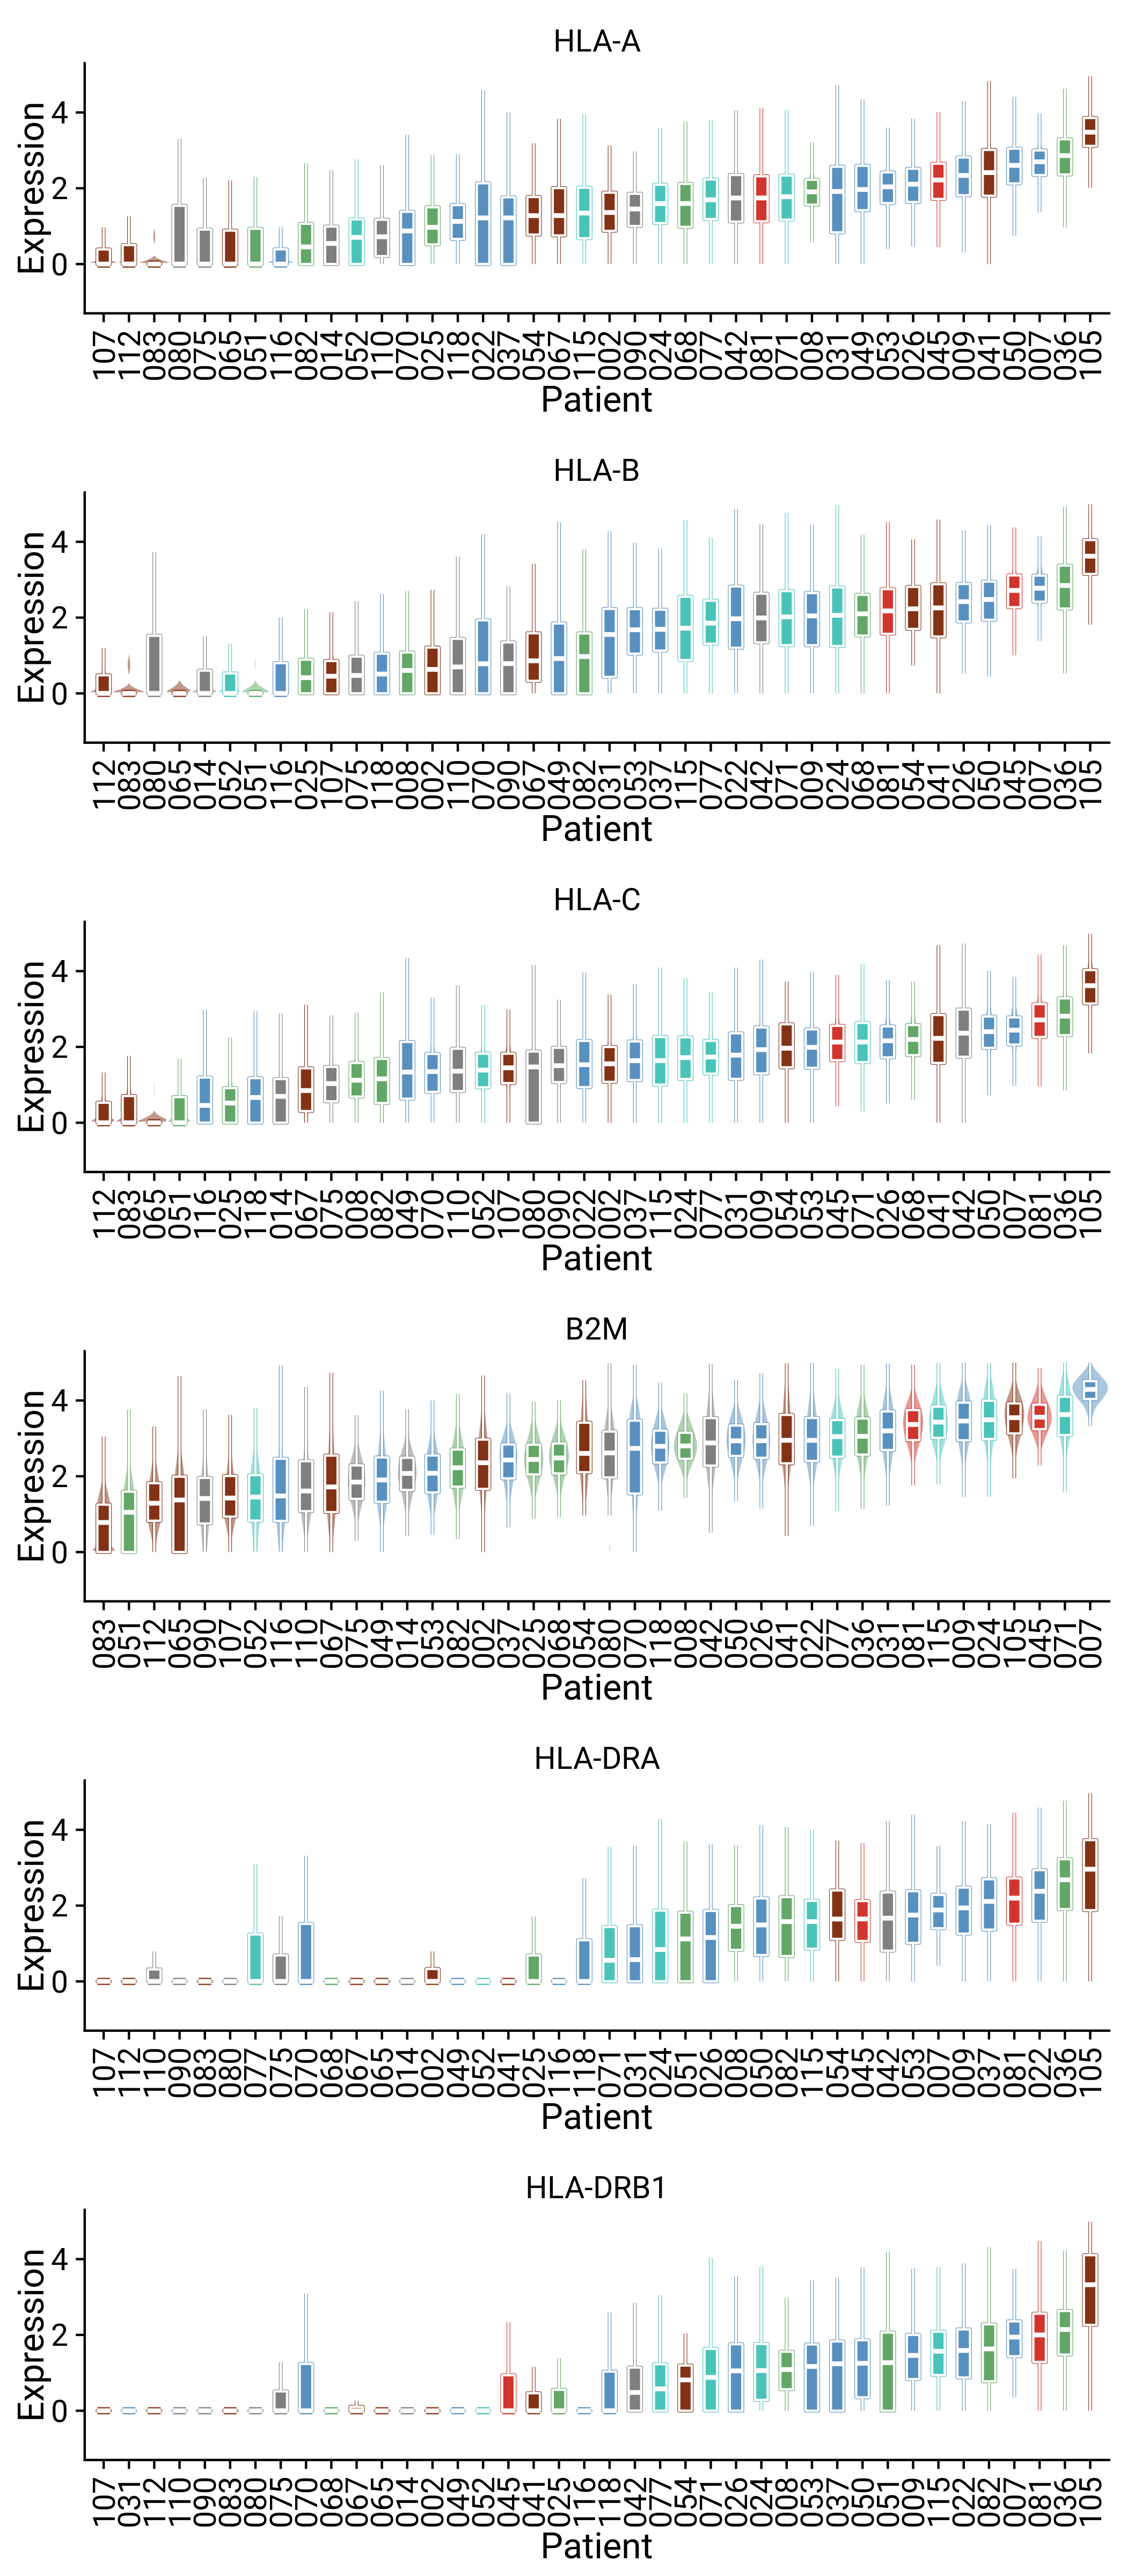 HLA-A
Expression
4
2
0
107 112 083 080 075 065 051 116 082 014 052 110 070 025 118 022 037 054 067 115 002 090 024 068 077 042 081 071 008 031 049 053 026 045 009 041 050 007 036 105
Patient
HLA-B
Expression
4
2
0
112 083 080 065 014 052 051 116 025 107 075 118 008 002 110 070 090 067 049 082 031 053 037 115 077 022 042 071 009 024 068 081 054 041 026 050 045 007 036 105
Patient
HLA-C
Expression
4
2
0
112 083 065 051 116 025 118 014 067 075 008 082 049 070 110 052 107 080 090 022 002 037 115 024 077 031 009 054 053 045 071 026 068 041 042 050 007 081 036 105
Patient
B2M
Expression
4
2
0
083 051 112 065 090 107 052 116 110 067 075 049 014 053 082 002 037 025 068 054 080 070 118 008 042 050 026 041 022 077 036 031 081 115 009 024 105 045 071 007
Patient
HLA-DRA
Expression
4
2
0
107 112 110 090 083 080 077 075 070 068 067 065 014 002 049 052 041 025 116 118 071 031 024 051 026 008 050 082 115 054 045 042 053 007 009 037 081 022 036 105
Patient
HLA-DRB1
Expression
4
2
0
107 031 112 110 090 083 080 075 070 068 067 065 014 002 049 052 045 041 025 116 118 042 077 054 071 026 024 008 053 037 050 051 009 115 022 082 007 081 036 105
Patient